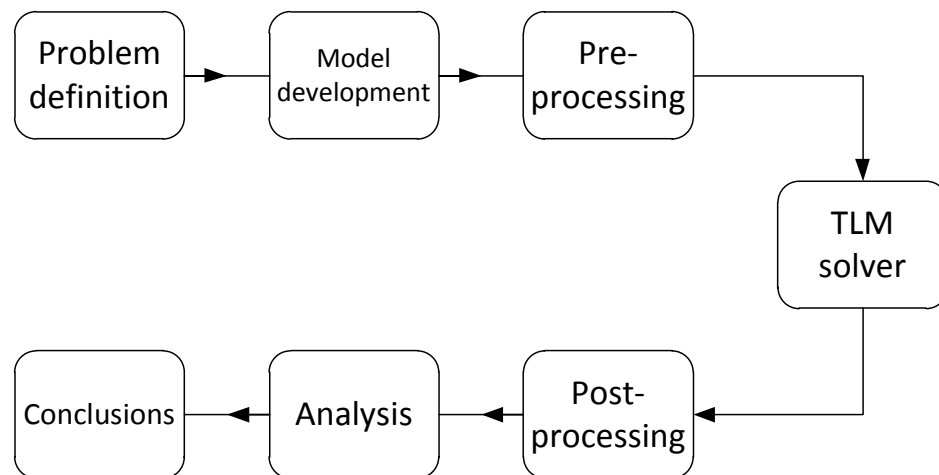 Problem
definition
Model
development
Pre-
processing
TLM
solver
Post-
processing
Analysis
Conclusions